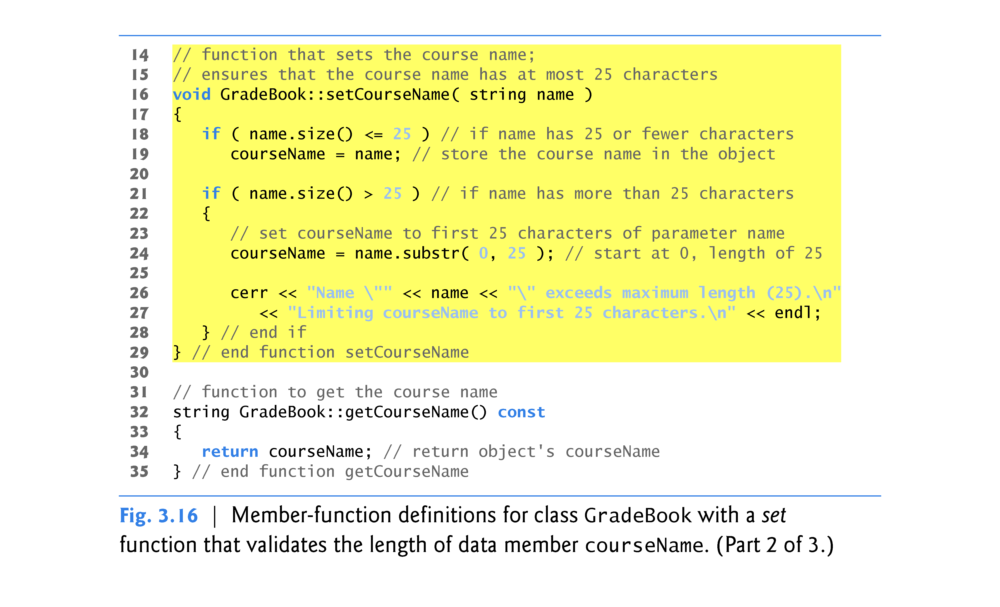 14 // function that sets the course name;
15 // ensures that the course name has at most 25 characters
16 void GradeBook::setCourseName( string name )
17 {
18    if ( name.size() <= 25 ) // if name has 25 or fewer characters
19       courseName = name; // store the course name in the object
20
21    if ( name.size() > 25 ) // if name has more than 25 characters
22    {
23       // set courseName to first 25 characters of parameter name
24       courseName = name.substr( 0, 25 ); // start at 0, length of 25
25
26       cerr << "Name \"" << name << "\" exceeds maximum length (25).\n"
27          << "Limiting courseName to first 25 characters.\n" << endl;
28    } // end if
29 } // end function setCourseName
30
31 // function to get the course name
32 string GradeBook::getCourseName() const
33 {
34    return courseName; // return object's courseName
35 } // end function getCourseName
Fig. 3.16 | Member-function definitions for class GradeBook with a set
function that validates the length of data member courseName. (Part 2 of 3.)